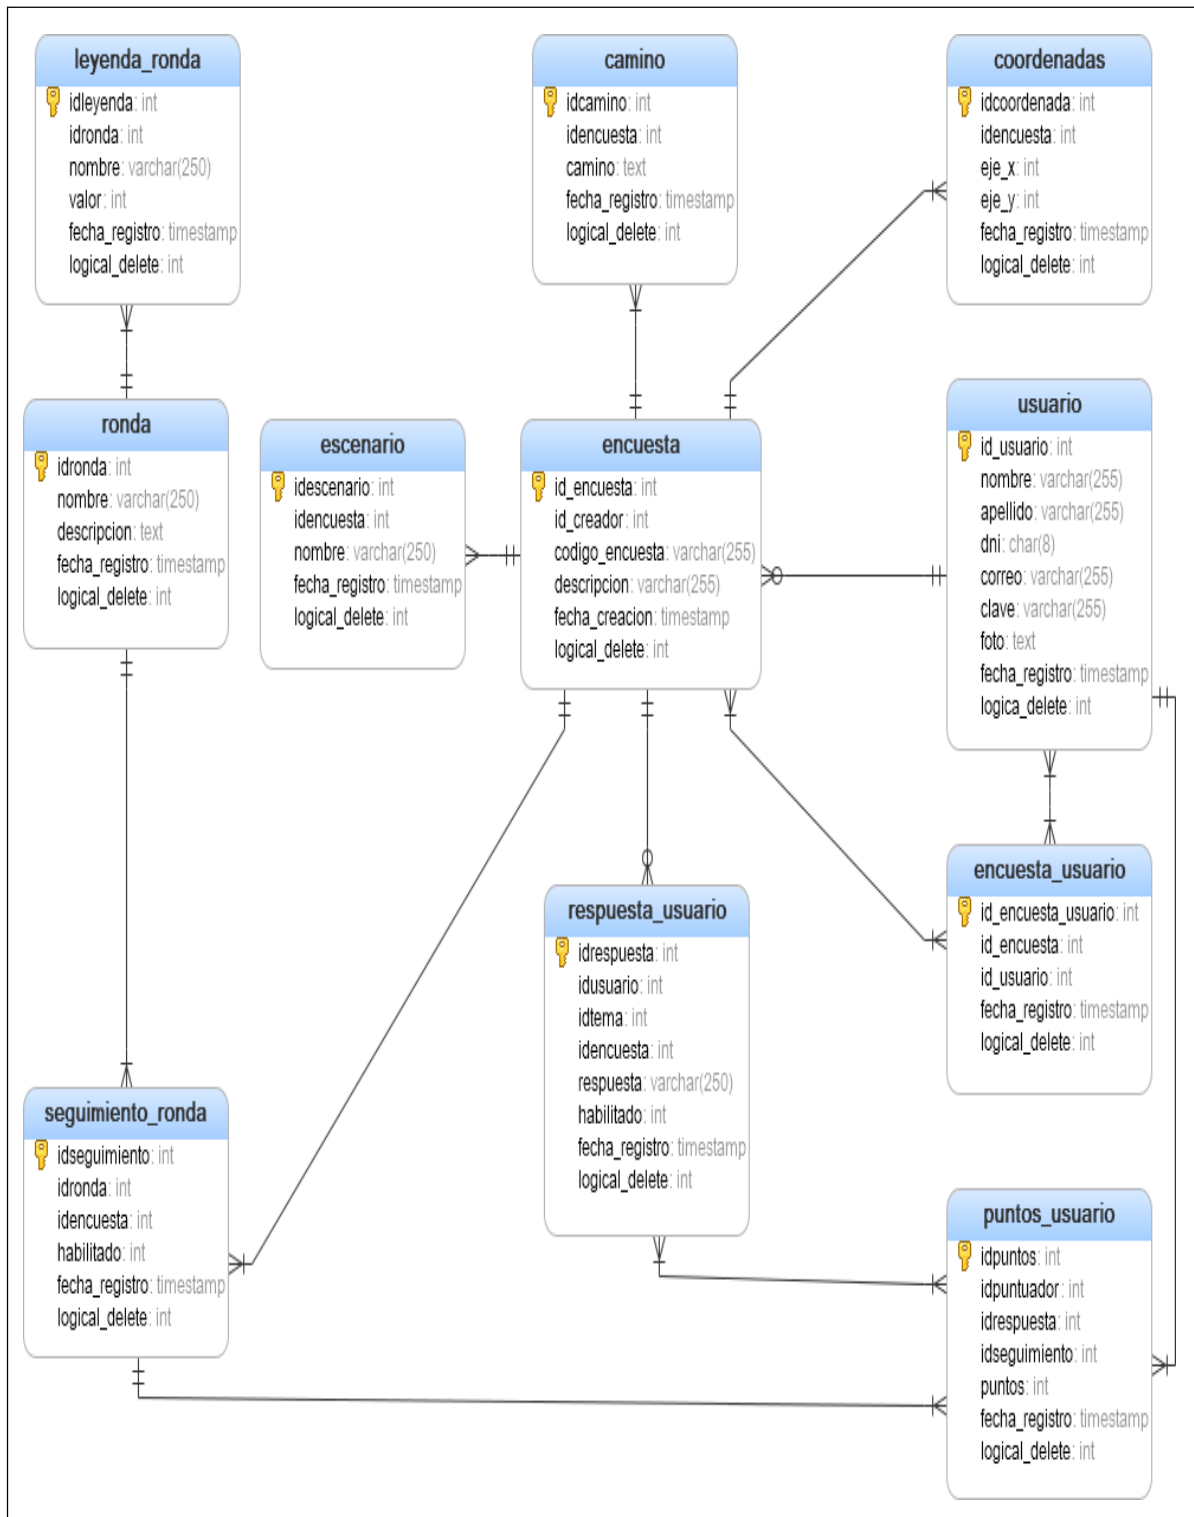 leyenda_ronda
idleyenda: int
idronda: int
nombre: varchar(250)
valor: int
fecha_registro: timestamp
logical_delete: int
camino
idcamino: int
idencuesta: int
camino: text
fecha_registro: timestamp
logical_delete: int
coordenadas
idcoordenada: int
idencuesta: int
eje_x: int
eje_y: int
fecha_registro: timestamp
logical_delete: int
ronda
idronda: int
nombre: varchar(250)
descripcion: text
fecha_registro: timestamp
logical_delete: int
escenario
idescenario: int
idencuesta: int
nombre: varchar(250)
fecha_registro: timestamp
logical_delete: int
encuesta
id_encuesta: int
id_creador: int
codigo_encuesta: varchar(255)
descripcion: varchar(255)
fecha_creacion: timestamp
logical_delete: int
usuario
id_usuario: int
nombre: varchar(255)
apellido: varchar(255)
dni: char(8)
correo: varchar(255)
clave: varchar(255)
foto: text
fecha_registro: timestamp
logica_delete: int
encuesta_usuario
id_encuesta_usuario: int
id_encuesta: int
id_usuario: int
fecha_registro: timestamp
logical_delete: int
respuesta_usuario
idrespuesta: int
idusuario: int
idtema: int
idencuesta: int
respuesta: varchar(250)
habilitado: int
fecha_registro: timestamp
logical_delete: int
seguimiento_ronda
idseguimiento: int
idronda: int
idencuesta: int
habilitado: int
fecha_registro: timestamp
logical_delete: int
puntos_usuario
idpuntos: int
idpuntuador: int
idrespuesta: int
idseguimiento: int
puntos: int
fecha_registro: timestamp
logical_delete: int